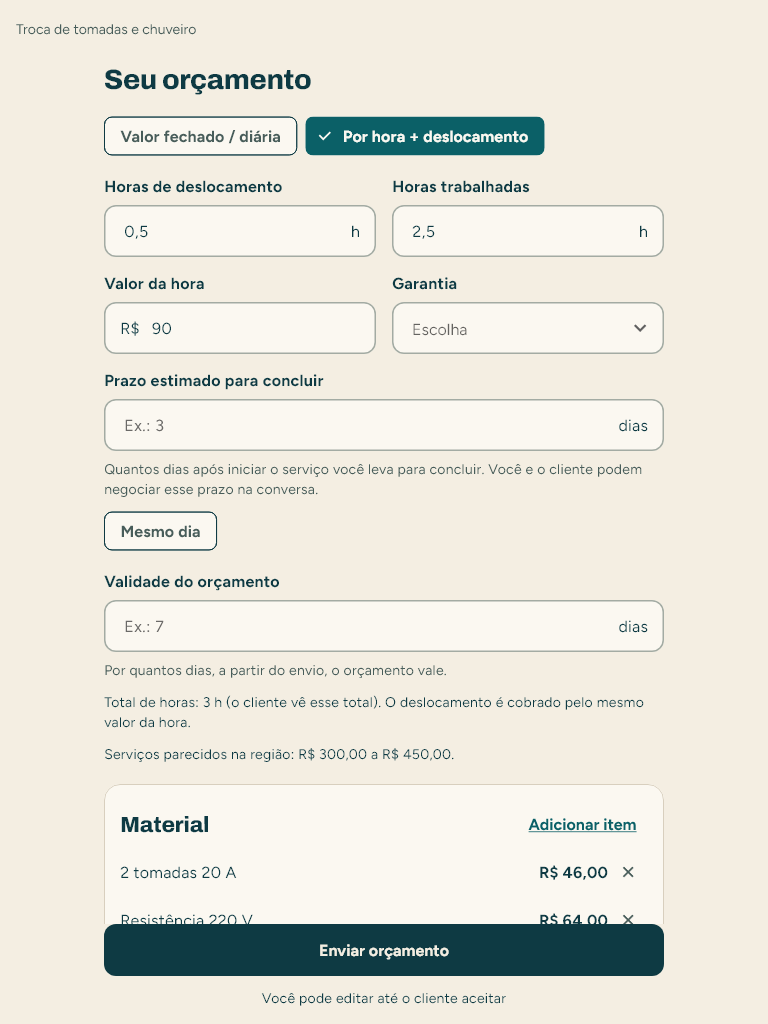 Troca de tomadas e chuveiro
Seu orçamento
Valor fechado / diária
Por hora + deslocamento
Horas de deslocamento
Horas trabalhadas
0,5 h
2,5 h
Valor da hora
Garantia
R$ 90
Escolha
Prazo estimado para concluir
Ex.: 3 dias
Quantos dias após iniciar o serviço você leva para concluir. Você e o cliente podem
negociar esse prazo na conversa.
Mesmo dia
Validade do orçamento
Ex.: 7 dias
Por quantos dias, a partir do envio, o orçamento vale.
Total de horas: 3 h (o cliente vê esse total). O deslocamento é cobrado pelo mesmo
valor da hora.
Serviços parecidos na região: R$ 300,00 a R$ 450,00.
Material
Adicionar item
2 tomadas 20 A R$ 46,00
Resistência 220 V R$ 64,00
Enviar orçamento
Você pode editar até o cliente aceitar